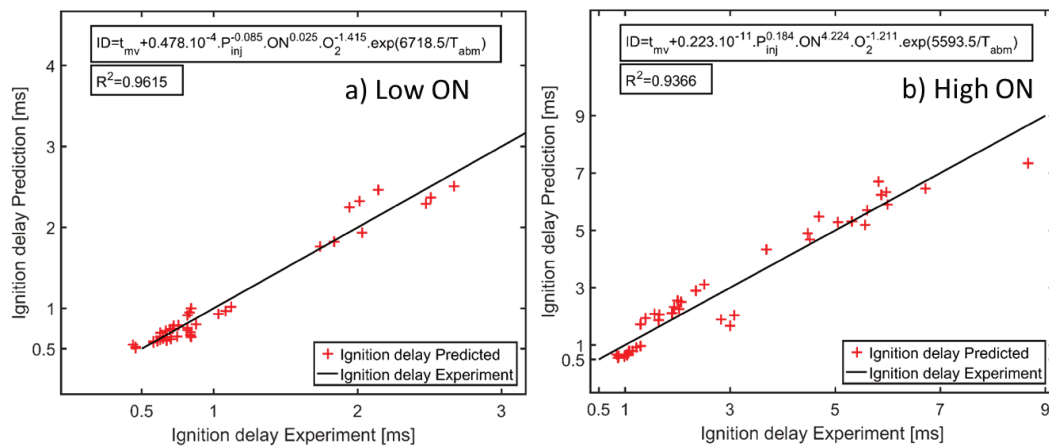 ID=t_mv+0.478.10^-4.P_inj^-0.085.ON^0.025.O_2^-1.415.exp(6718.5/T_abm)
R^2=0.9615
a) Low ON
Ignition delay Prediction [ms]
4
3
2
1
0.5
Ignition delay Predicted
Ignition delay Experiment
0.5 1 2 3
Ignition delay Experiment [ms]
ID=t_mv+0.223.10^-11.P_inj^0.184.ON^4.224.O_2^-1.211.exp(5593.5/T_abm)
R^2=0.9366
b) High ON
Ignition delay Prediction [ms]
9
7
5
3
1
0.5
Ignition delay Predicted
Ignition delay Experiment
0.5 1 3 5 7 9
Ignition delay Experiment [ms]